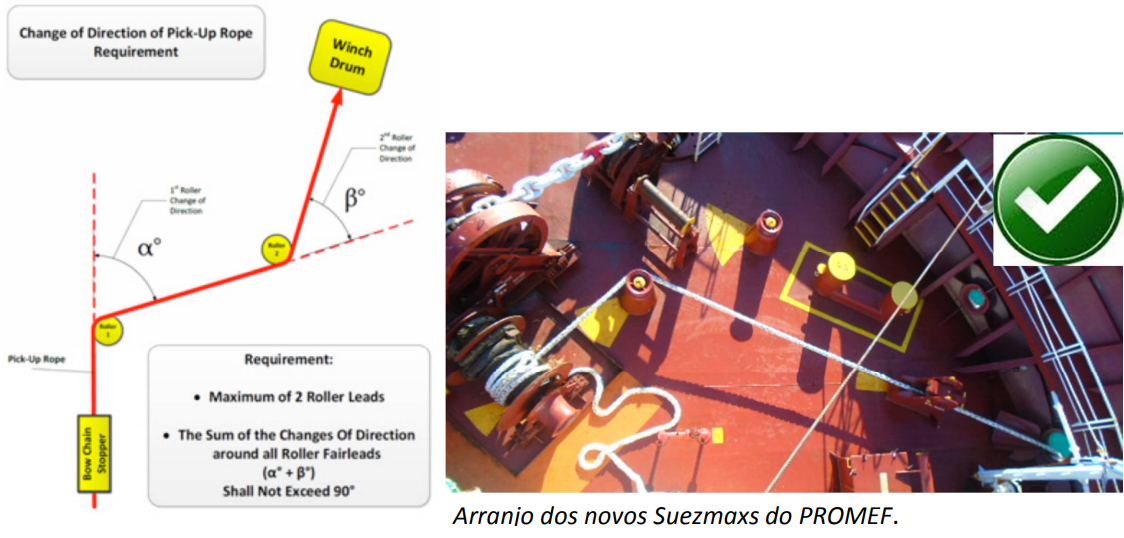 Change of Direction of Pick-Up Rope
Requirement
Winch
Drum
2nd Roller
Change of
Direction
β°
1st Roller
Change of
Direction
α°
Roller
2
Roller
1
Pick-Up Rope
Bow Chain
Stopper
Requirement:
• Maximum of 2 Roller Leads
• The Sum of the Changes Of Direction
around all Roller Fairleads
(α° + β°)
Shall Not Exceed 90°
Arranjo dos novos Suezmaxs do PROMEF.